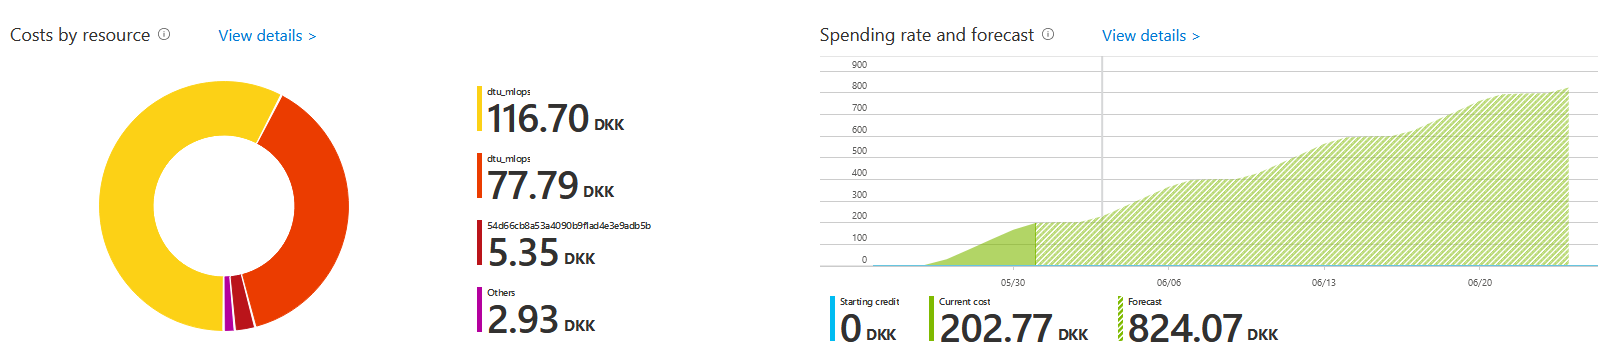 Costs by resource
View details >
dtu_mlops
116.70 DKK
dtu_mlops
77.79 DKK
54d66cb8a53a4090b9f1ad4e3e9adb5b
5.35 DKK
Others
2.93 DKK
Spending rate and forecast
View details >
900
800
700
600
500
400
300
200
100
0
05/30 06/06 06/13 06/20
Starting credit
0 DKK
Current cost
202.77 DKK
Forecast
824.07 DKK